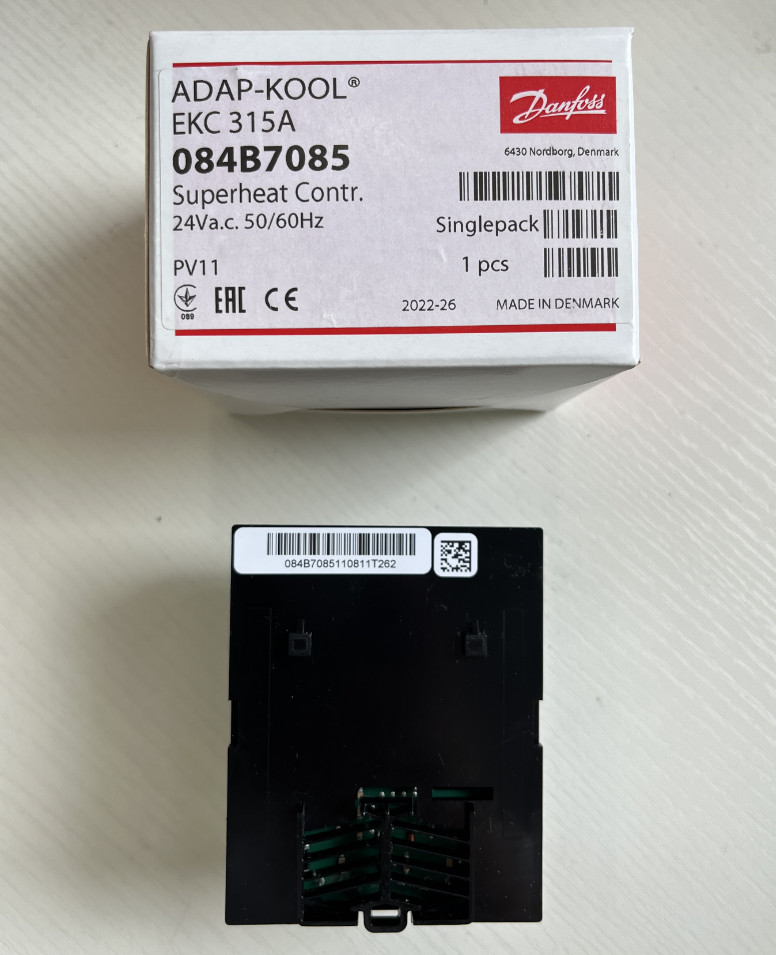 ADAP-KOOL®
EKC 315A
084B7085
Superheat Contr.
24Va.c. 50/60Hz
PV11
089
EAC
CE
Danfoss
6430 Nordborg, Denmark
Singlepack
1 pcs
2022-26
MADE IN DENMARK
084B7085110811T262